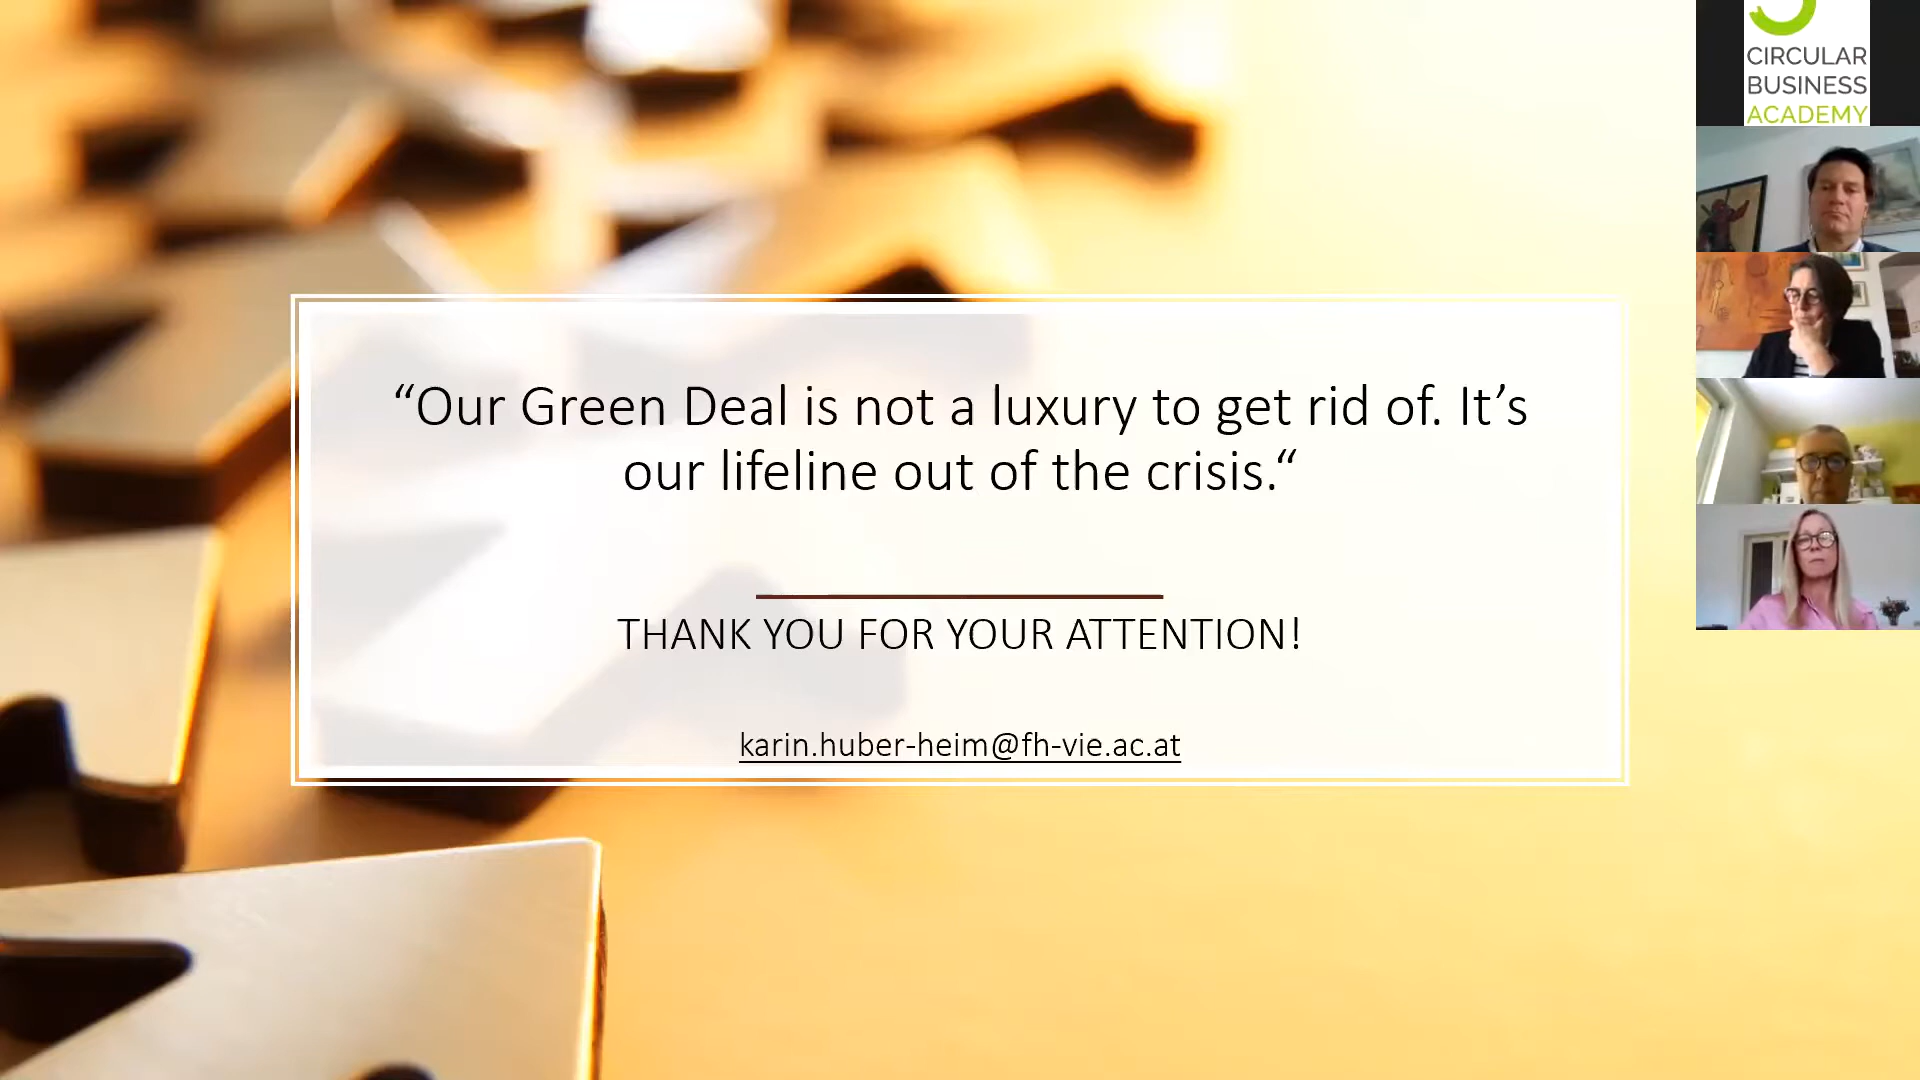 “Our Green Deal is not a luxury to get rid of. It’s
our lifeline out of the crisis.“
THANK YOU FOR YOUR ATTENTION!
karin.huber-heim@fh-vie.ac.at
CIRCULAR
BUSINESS
ACADEMY